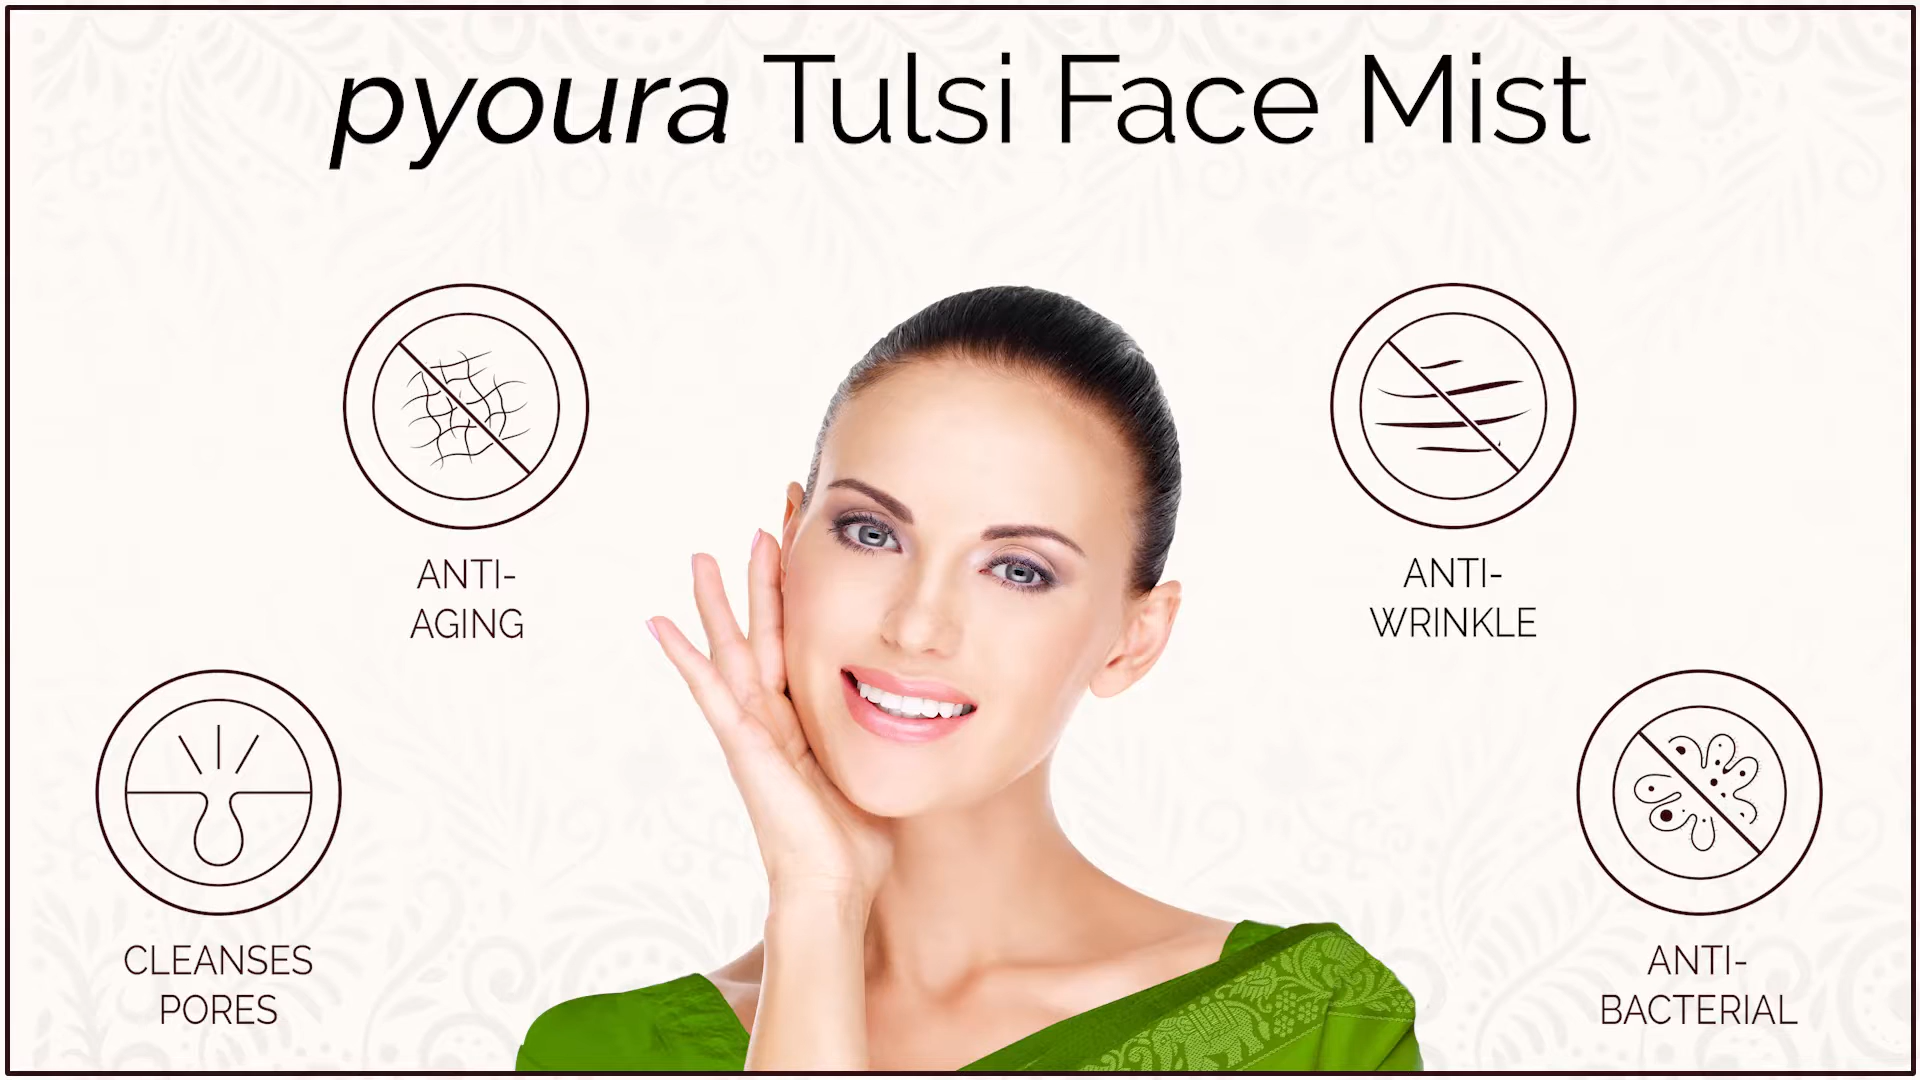 pyoura Tulsi Face Mist
ANTI-
AGING
ANTI-
WRINKLE
CLEANSES
PORES
ANTI-
BACTERIAL